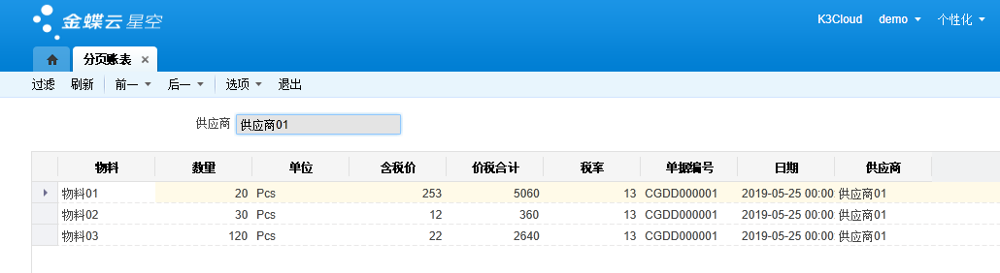 金蝶云 星空 K3Cloud demo 个性化
分页账表
过滤 刷新 前一 后一 选项 退出
供应商 供应商01
物料 数量 单位 含税价 价税合计 税率 单据编号 日期 供应商
物料01 20 Pcs 253 5060 13 CGDD000001 2019-05-25 00:00 供应商01
物料02 30 Pcs 12 360 13 CGDD000001 2019-05-25 00:00 供应商01
物料03 120 Pcs 22 2640 13 CGDD000001 2019-05-25 00:00 供应商01